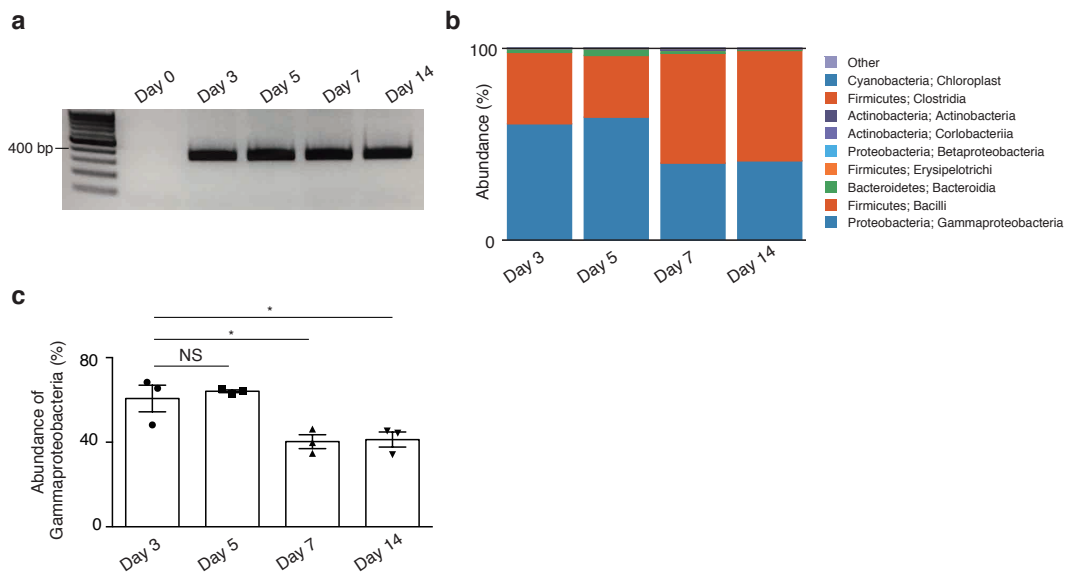 a
Day 0
Day 3
Day 5
Day 7
Day 14
400 bp
b
100
0
Abundance (%)
Day 3
Day 5
Day 7
Day 14
Other
Cyanobacteria; Chloroplast
Firmicutes; Clostridia
Actinobacteria; Actinobacteria
Actinobacteria; Corlobacteriia
Proteobacteria; Betaproteobacteria
Firmicutes; Erysipelotrichi
Bacteroidetes; Bacteroidia
Firmicutes; Bacilli
Proteobacteria; Gammaproteobacteria
c
*
*
NS
80
40
0
Abundance of
Gammaproteobacteria (%)
Day 3
Day 5
Day 7
Day 14